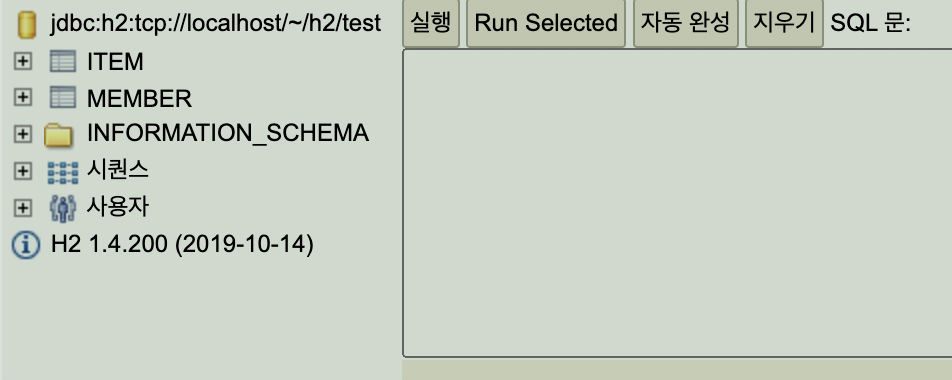 jdbc:h2:tcp://localhost/~/h2/test
실행 Run Selected 자동 완성 지우기 SQL 문:
ITEM
MEMBER
INFORMATION_SCHEMA
시퀀스
사용자
H2 1.4.200 (2019-10-14)